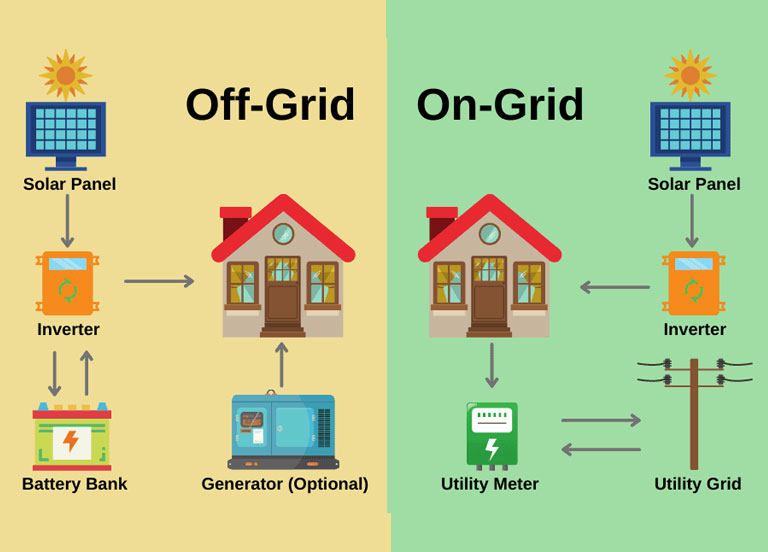 Off-Grid
Solar Panel
Inverter
Battery Bank
Generator (Optional)
On-Grid
Solar Panel
Inverter
Utility Meter
Utility Grid